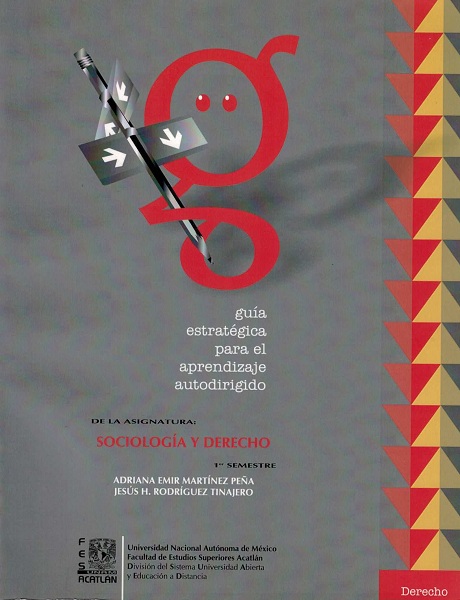 g
guía
estratégica
para el
aprendizaje
autodirigido
DE LA ASIGNATURA:
SOCIOLOGÍA Y DERECHO
1er SEMESTRE
ADRIANA EMIR MARTÍNEZ PEÑA
JESÚS H. RODRÍGUEZ TINAJERO
FES
UNAM
ACATLÁN
Universidad Nacional Autónoma de México
Facultad de Estudios Superiores Acatlán
División del Sistema Universidad Abierta
y Educación a Distancia
Derecho